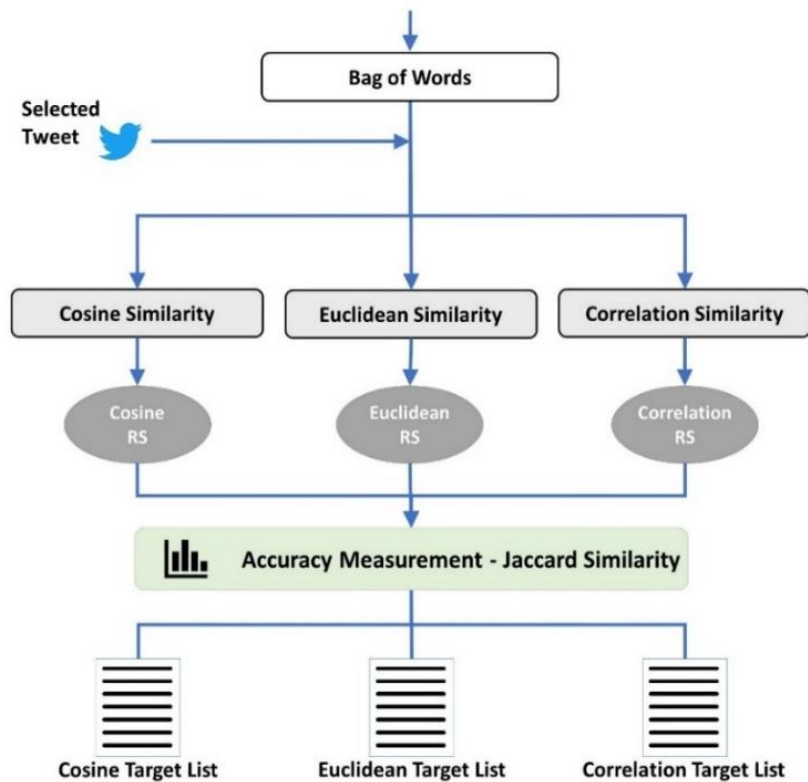 Bag of Words
Selected
Tweet
Cosine Similarity
Euclidean Similarity
Correlation Similarity
Cosine
RS
Euclidean
RS
Correlation
RS
Accuracy Measurement - Jaccard Similarity
Cosine Target List
Euclidean Target List
Correlation Target List